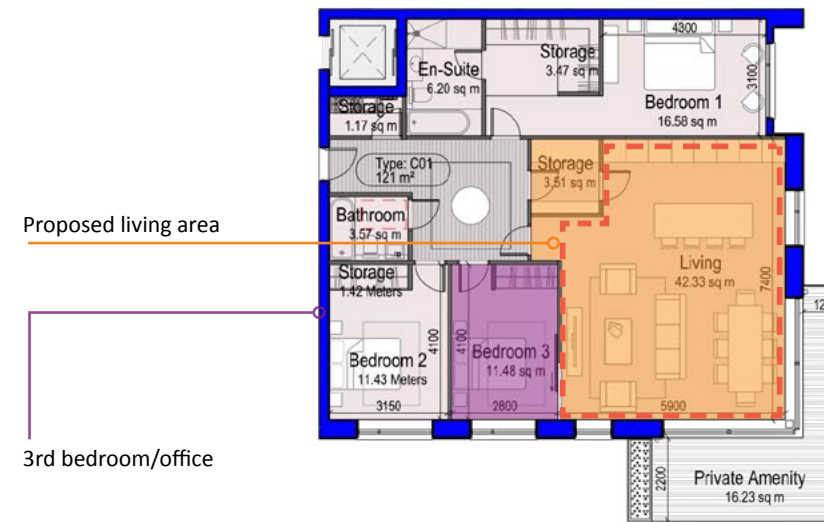 4300
Storage
3.47 sq m
En-Suite
6.20 sq m
3100
Bedroom 1
16.58 sq m
Storage
1.17 sq m
Type: C01
121 m²
Storage
3.51 sq m
Proposed living area
Bathroom
3.57 sq m
Living
42.33 sq m
7400
Storage
1.42 Meters
4100
4100
Bedroom 2
11.43 Meters
Bedroom 3
11.48 sq m
3150
2800
5900
3rd bedroom/office
2200
Private Amenity
16.23 sq m